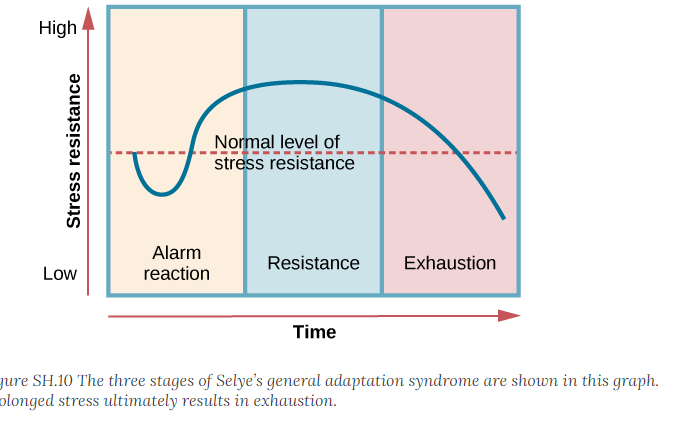 High
Stress resistance
Normal level of
stress resistance
Low
Alarm
reaction
Resistance
Exhaustion
Time
gure SH.10 The three stages of Selye's general adaptation syndrome are shown in this graph.
olonged stress ultimately results in exhaustion.